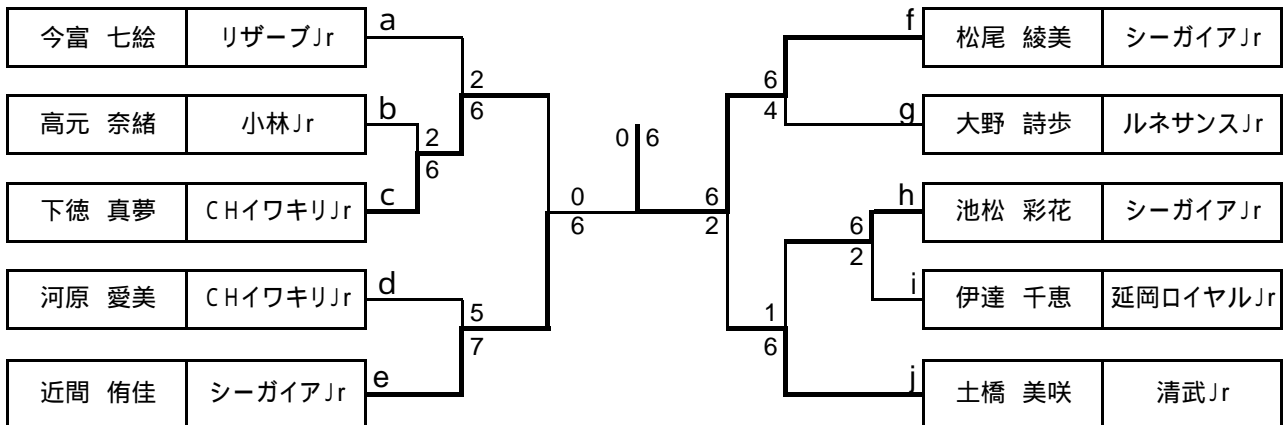 今富 七絵 リザーブJr a
高元 奈緒 小林Jr b
下徳 真夢 CHイワキリJr c
河原 愛美 CHイワキリJr d
近間 侑佳 シーガイアJr e
2
6
2
6
5
7
0
6
0 6
6
2
6
4
6
2
1
6
f 松尾 綾美 シーガイアJr
g 大野 詩歩 ルネサンスJr
h 池松 彩花 シーガイアJr
i 伊達 千恵 延岡ロイヤルJr
j 土橋 美咲 清武Jr